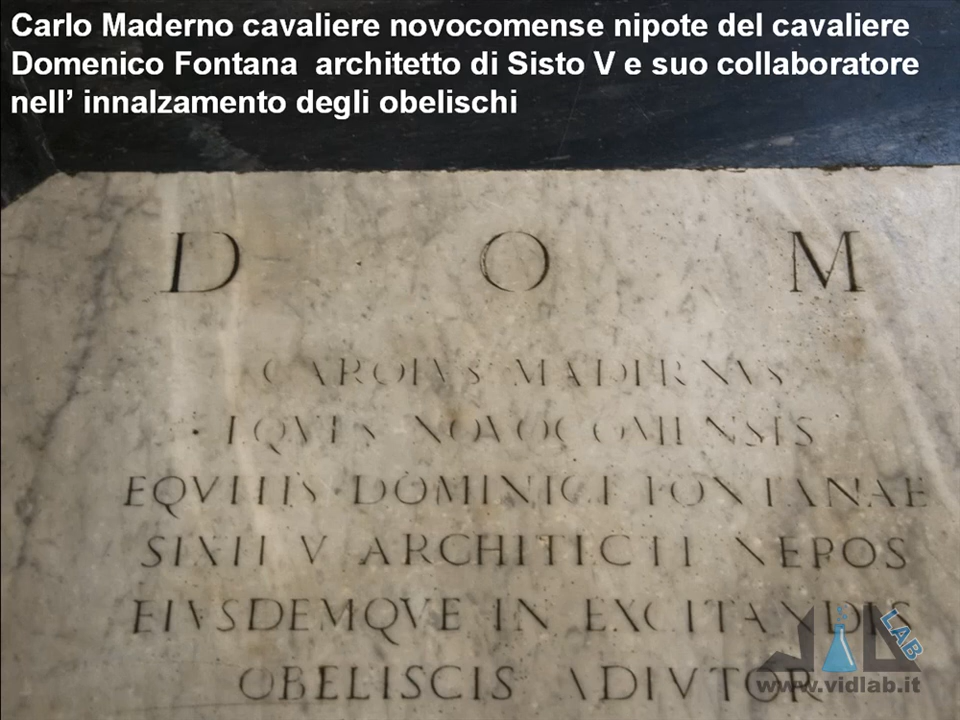 Carlo Maderno cavaliere novocomense nipote del cavaliere
Domenico Fontana architetto di Sisto V e suo collaboratore
nell’ innalzamento degli obelischi
D O M
CAROLVS MADERNVS
EQVES NOVOCOMENSIS
EQVITIS DOMINICI FONTANAE
SIXTI V ARCHITECTI NEPOS
EIVSDEMQVE IN EXCITANDIS
OBELISCIS ADIVTOR
VID LAB
www.vidlab.it